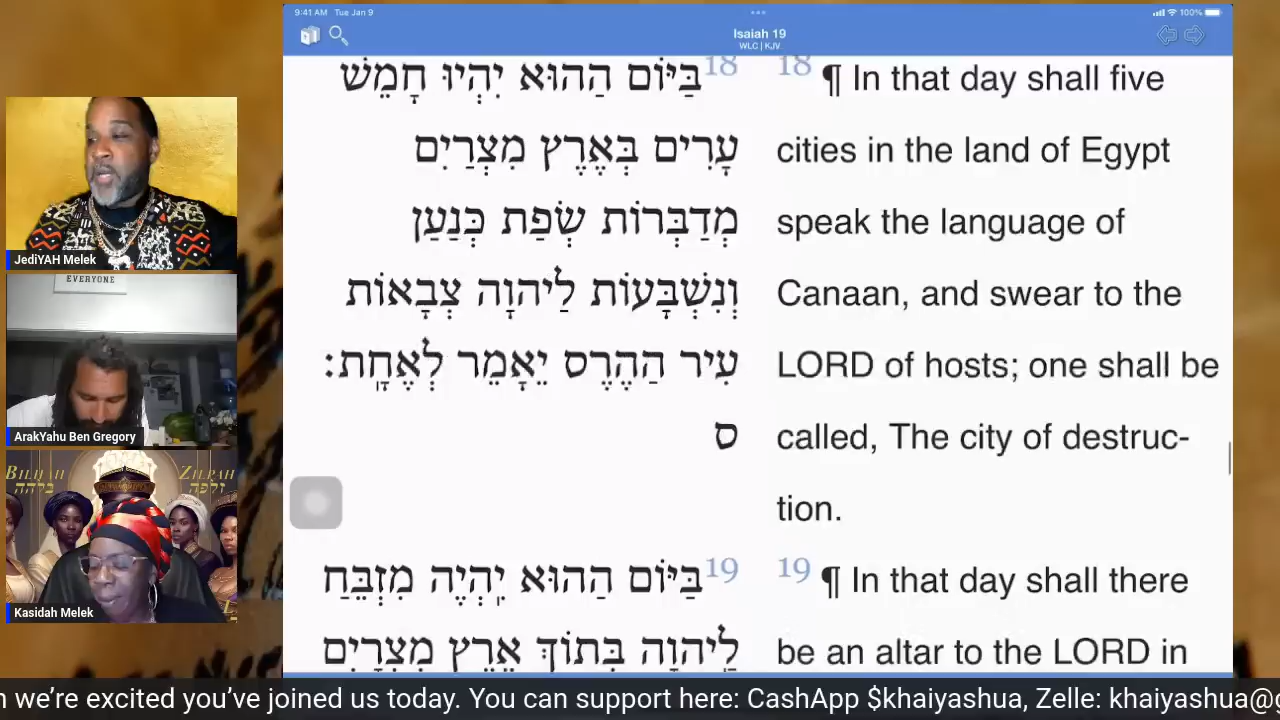 9:41 AM Tue Jan 9
100%
Isaiah 19
WLC | KJV
18 בַּיּוֹם הַהוּא יִהְיוּ חָמֵשׁ
עָרִים בְּאֶרֶץ מִצְרַיִם
מְדַבְּרוֹת שְׂפַת כְּנַעַן
וְנִשְׁבָּעוֹת לַיהוָה צְבָאוֹת
עִיר הַהֶרֶס יֵאָמֵר לְאֶחָת׃
ס
19 בַּיּוֹם הַהוּא יִהְיֶה מִזְבֵּחַ
לַיהוָה בְּתוֹךְ אֶרֶץ מִצְרָיִם
18 ¶ In that day shall five
cities in the land of Egypt
speak the language of
Canaan, and swear to the
LORD of hosts; one shall be
called, The city of destruc-
tion.
19 ¶ In that day shall there
be an altar to the LORD in
JediYAH Melek
EVERYONE
ArakYahu Ben Gregory
BILHAH ZILPAH
בלהה זלפה
Kasidah Melek
we're excited you've joined us today. You can support here: CashApp $khaiyashua, Zelle: khaiyashua@